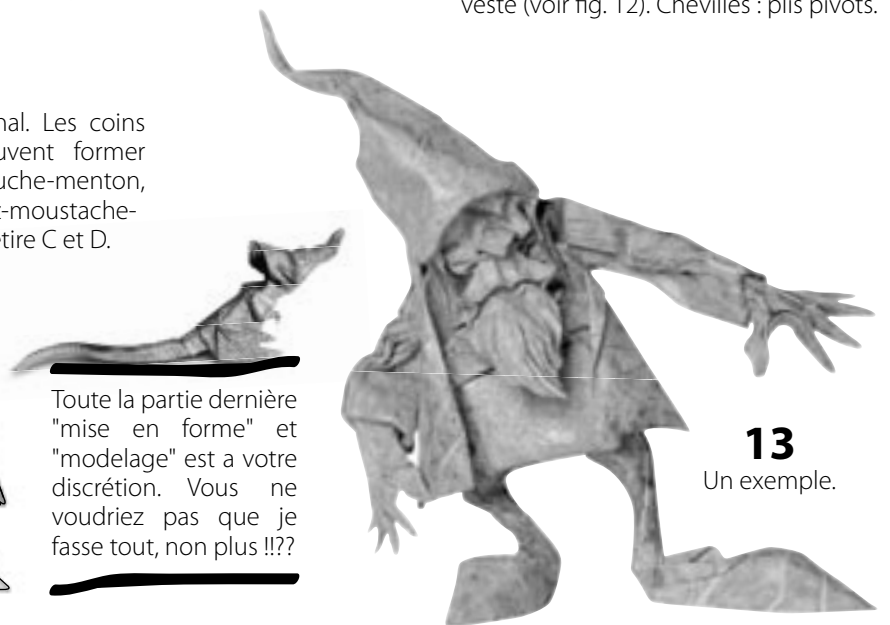 veste (voir fig. 12). Chevilles : plis pivots.
nal. Les coins
uvent former
uche-menton,
z-moustache-
étire C et D.
Toute la partie dernière
"mise en forme" et
"modelage" est a votre
discrétion. Vous ne
voudriez pas que je
fasse tout, non plus !!??
13
Un exemple.